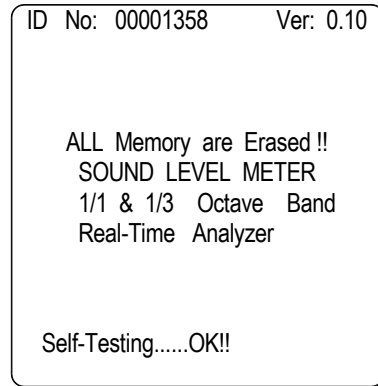 ID No: 00001358 Ver: 0.10
ALL Memory are Erased !!
SOUND LEVEL METER
1/1 & 1/3 Octave Band
Real-Time Analyzer
Self-Testing......OK!!